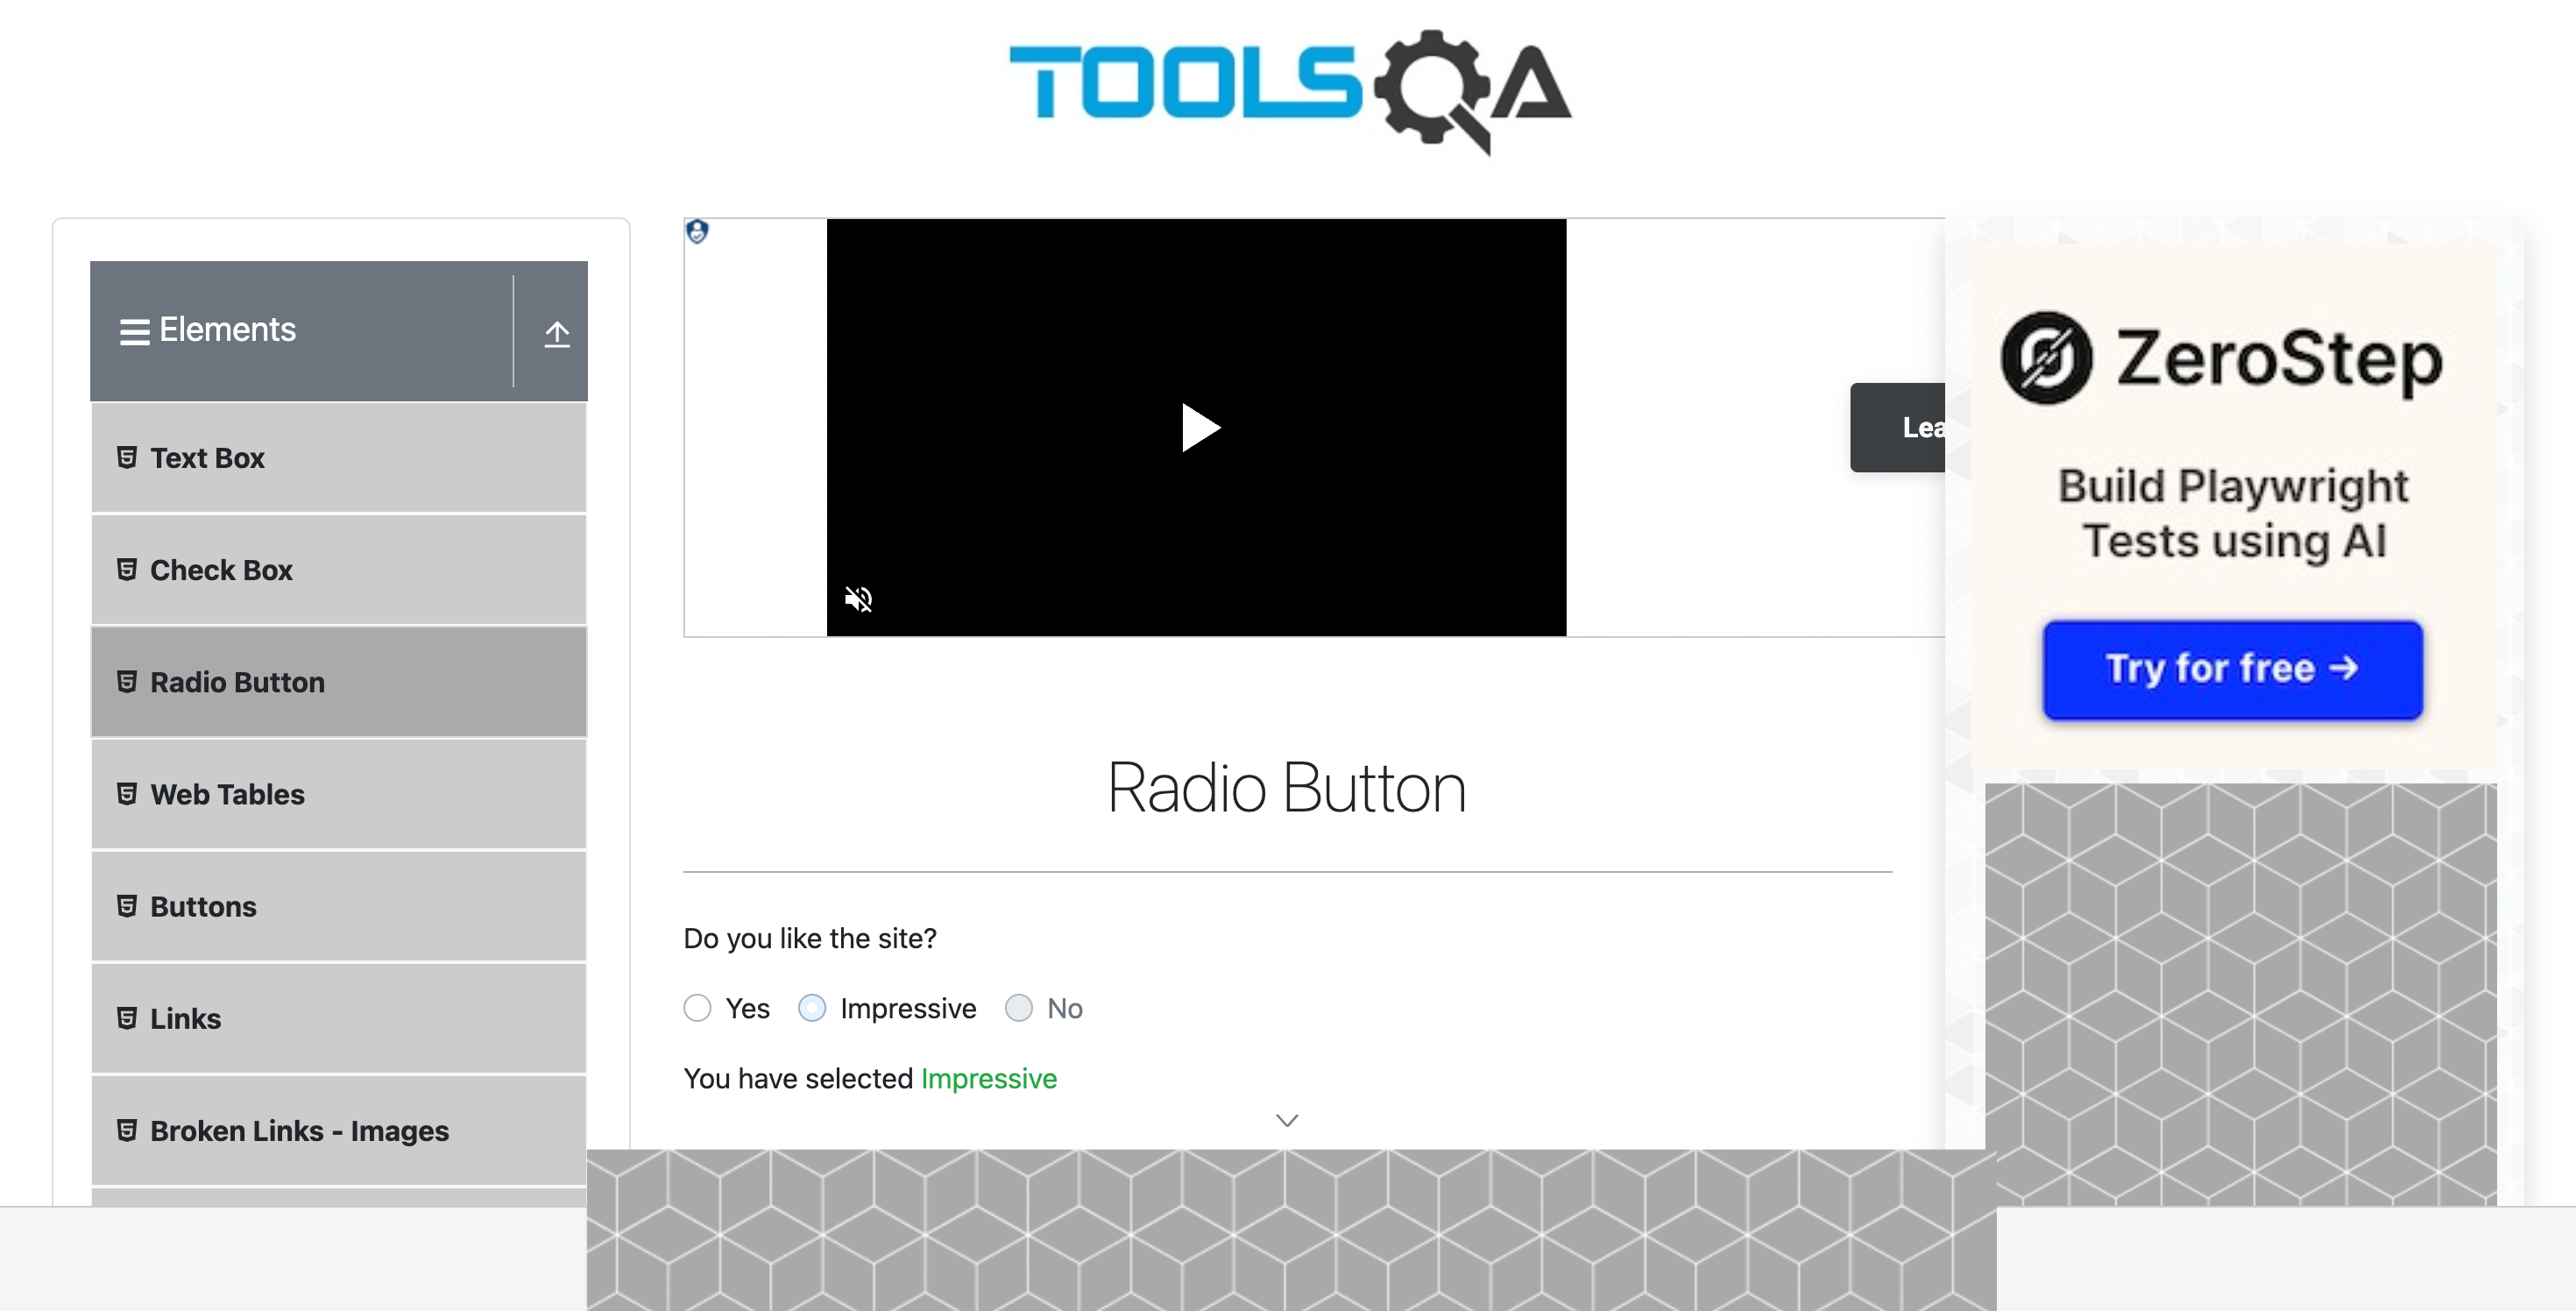 TOOLSQA
Elements
Text Box
Check Box
Radio Button
Web Tables
Buttons
Links
Broken Links - Images
Lea
Radio Button
Do you like the site?
Yes
Impressive
No
You have selected Impressive
ZeroStep
Build Playwright
Tests using AI
Try for free →